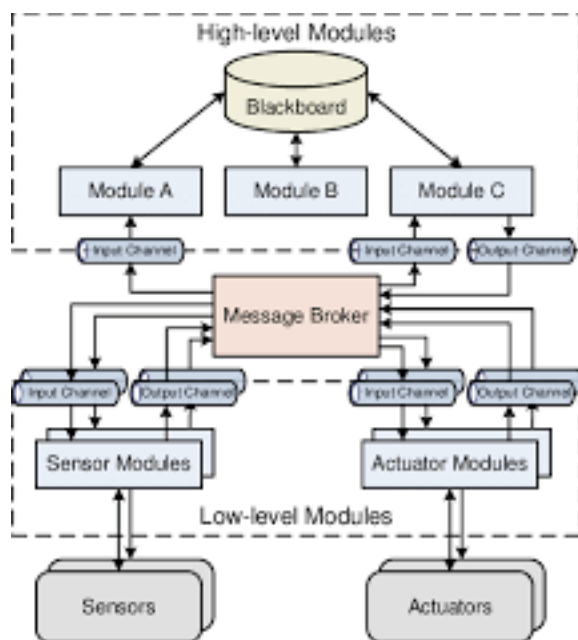 High-level Modules
Blackboard
Module A
Module B
Module C
Input Channel
Input Channel
Output Channel
Message Broker
Input Channel
Output Channel
Input Channel
Output Channel
Sensor Modules
Actuator Modules
Low-level Modules
Sensors
Actuators